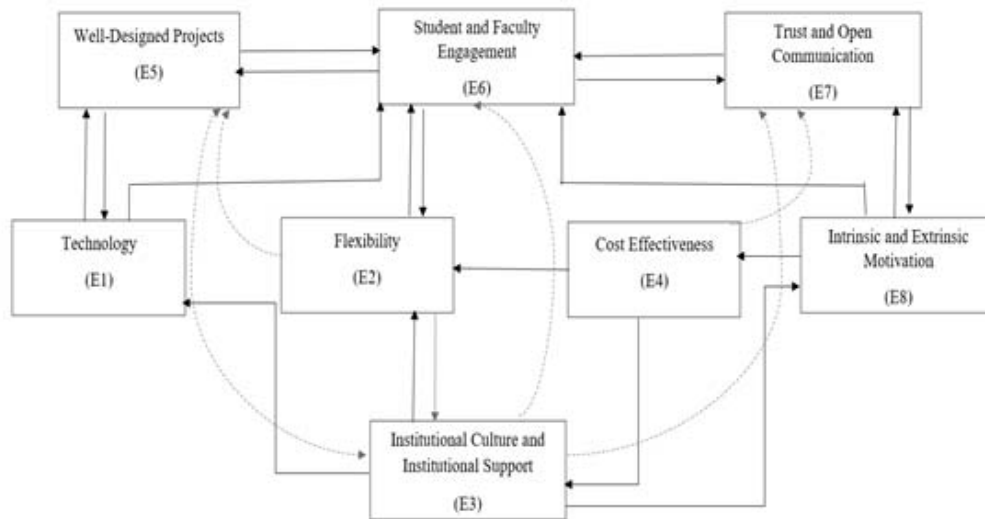 Well-Designed Projects
(E5)
Student and Faculty
Engagement
(E6)
Trust and Open
Communication
(E7)
Technology
(E1)
Flexibility
(E2)
Cost Effectiveness
(E4)
Intrinsic and Extrinsic
Motivation
(E8)
Institutional Culture and
Institutional Support
(E3)